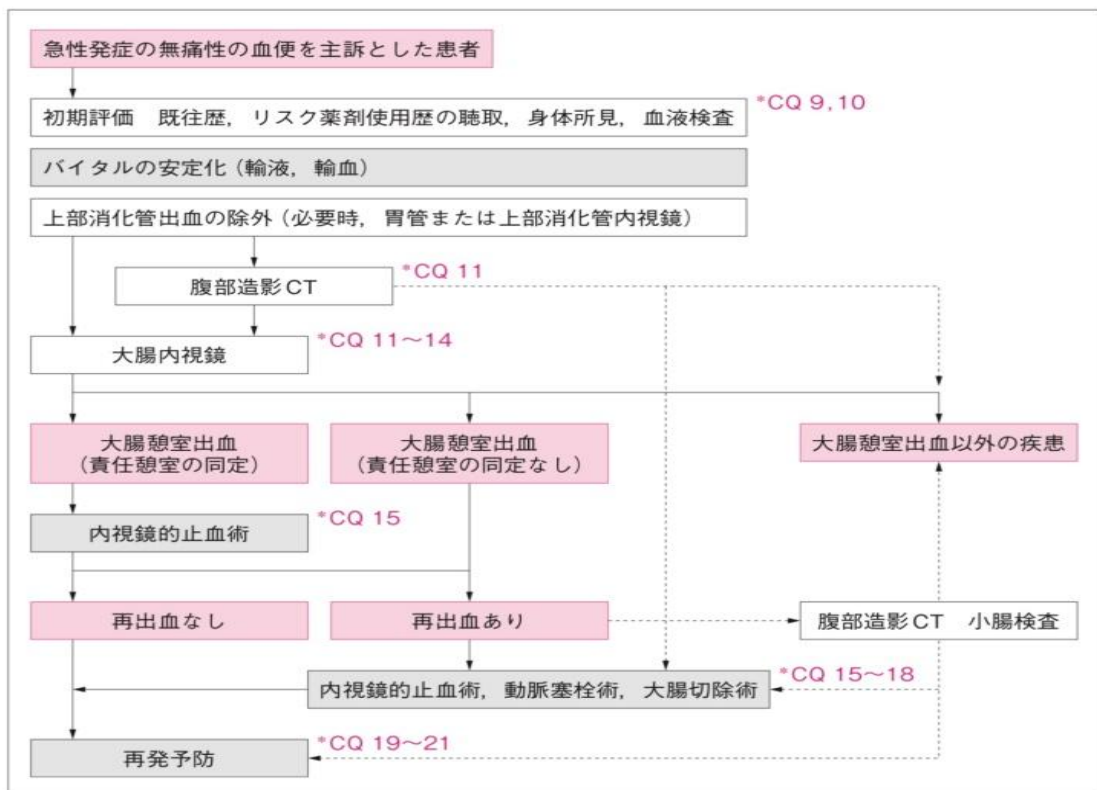 急性発症の無痛性の血便を主訴とした患者
*CQ 9, 10
初期評価　既往歴，リスク薬剤使用歴の聴取，身体所見，血液検査
バイタルの安定化（輸液，輸血）
上部消化管出血の除外（必要時，胃管または上部消化管内視鏡）
*CQ 11
腹部造影CT
*CQ 11～14
大腸内視鏡
大腸憩室出血
（責任憩室の同定）
大腸憩室出血
（責任憩室の同定なし）
大腸憩室出血以外の疾患
*CQ 15
内視鏡的止血術
再出血なし
再出血あり
腹部造影CT　小腸検査
*CQ 15～18
内視鏡的止血術，動脈塞栓術，大腸切除術
*CQ 19～21
再発予防